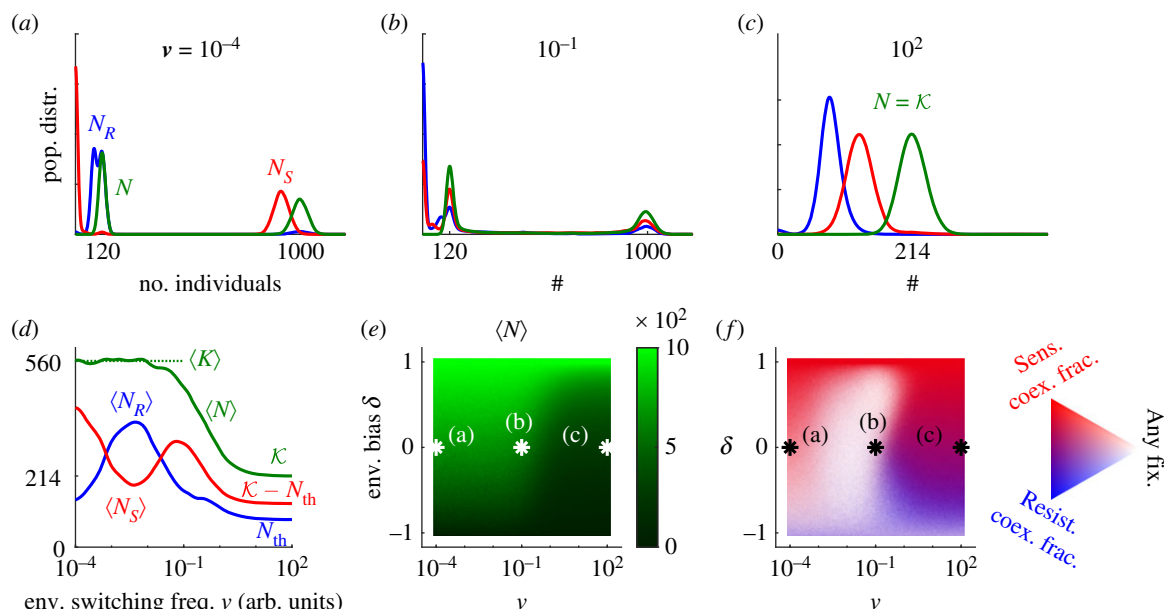 (a)
ν = 10⁻⁴
pop. distr.
N_R
N
N_S
120
1000
no. individuals
(b)
10⁻¹
120
1000
#
(c)
10²
N = 𝒦
0
214
#
(d)
560
214
0
⟨K⟩
⟨N_R⟩
⟨N⟩
⟨N_S⟩
𝒦
𝒦 − N_th
N_th
10⁻⁴
10⁻¹
10²
env. switching freq. ν (arb. units)
(e)
⟨N⟩
× 10²
env. bias δ
1
0
−1
(a)
(b)
(c)
10
5
0
10⁻⁴
10⁻¹
10²
ν
(f)
δ
1
0
−1
(a)
(b)
(c)
10⁻⁴
10⁻¹
10²
ν
Sens.
coex. frac.
Any fix.
Resist.
coex. frac.